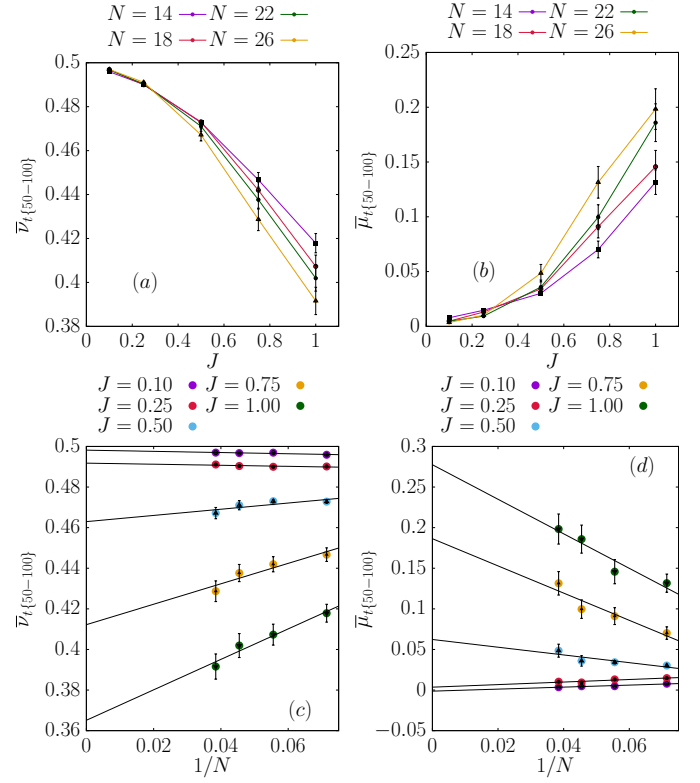 N = 14 N = 22
N = 18 N = 26
0.5
0.48
0.46
0.44
0.42
0.4
0.38
0 0.2 0.4 0.6 0.8 1
ν̅_{t{50−100}}
J
(a)
N = 14 N = 22
N = 18 N = 26
0.25
0.2
0.15
0.1
0.05
0
0 0.2 0.4 0.6 0.8 1
μ̅_{t{50−100}}
J
(b)
J = 0.10 J = 0.75
J = 0.25 J = 1.00
J = 0.50
0.5
0.48
0.46
0.44
0.42
0.4
0.38
0.36
0 0.02 0.04 0.06
ν̅_{t{50−100}}
1/N
(c)
J = 0.10 J = 0.75
J = 0.25 J = 1.00
J = 0.50
0.3
0.25
0.2
0.15
0.1
0.05
0
−0.05
0 0.02 0.04 0.06
μ̅_{t{50−100}}
1/N
(d)